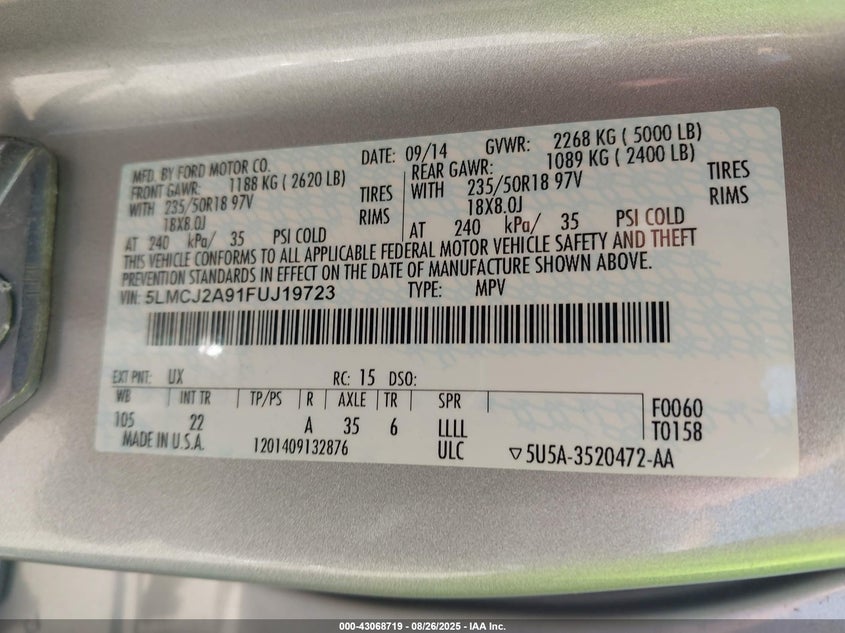 MFD. BY FORD MOTOR CO. DATE: 09/14 GVWR: 2268 KG ( 5000 LB)
FRONT GAWR: 1188 KG ( 2620 LB) REAR GAWR: 1089 KG ( 2400 LB)
WITH 235/50R18 97V TIRES WITH 235/50R18 97V TIRES
18X8.0J RIMS 18X8.0J RIMS
AT 240 kPa/ 35 PSI COLD AT 240 kPa/ 35 PSI COLD
THIS VEHICLE CONFORMS TO ALL APPLICABLE FEDERAL MOTOR VEHICLE SAFETY AND THEFT
PREVENTION STANDARDS IN EFFECT ON THE DATE OF MANUFACTURE SHOWN ABOVE.
VIN: 5LMCJ2A91FUJ19723 TYPE: MPV
EXT PNT: UX RC: 15 DSO:
WB INT TR TP/PS R AXLE TR SPR F0060
105 22 A 35 6 LLLL T0158
MADE IN U.S.A. 1201409132876 ULC ▽5U5A-3520472-AA
000-43068719 - 08/26/2025 - IAA Inc.